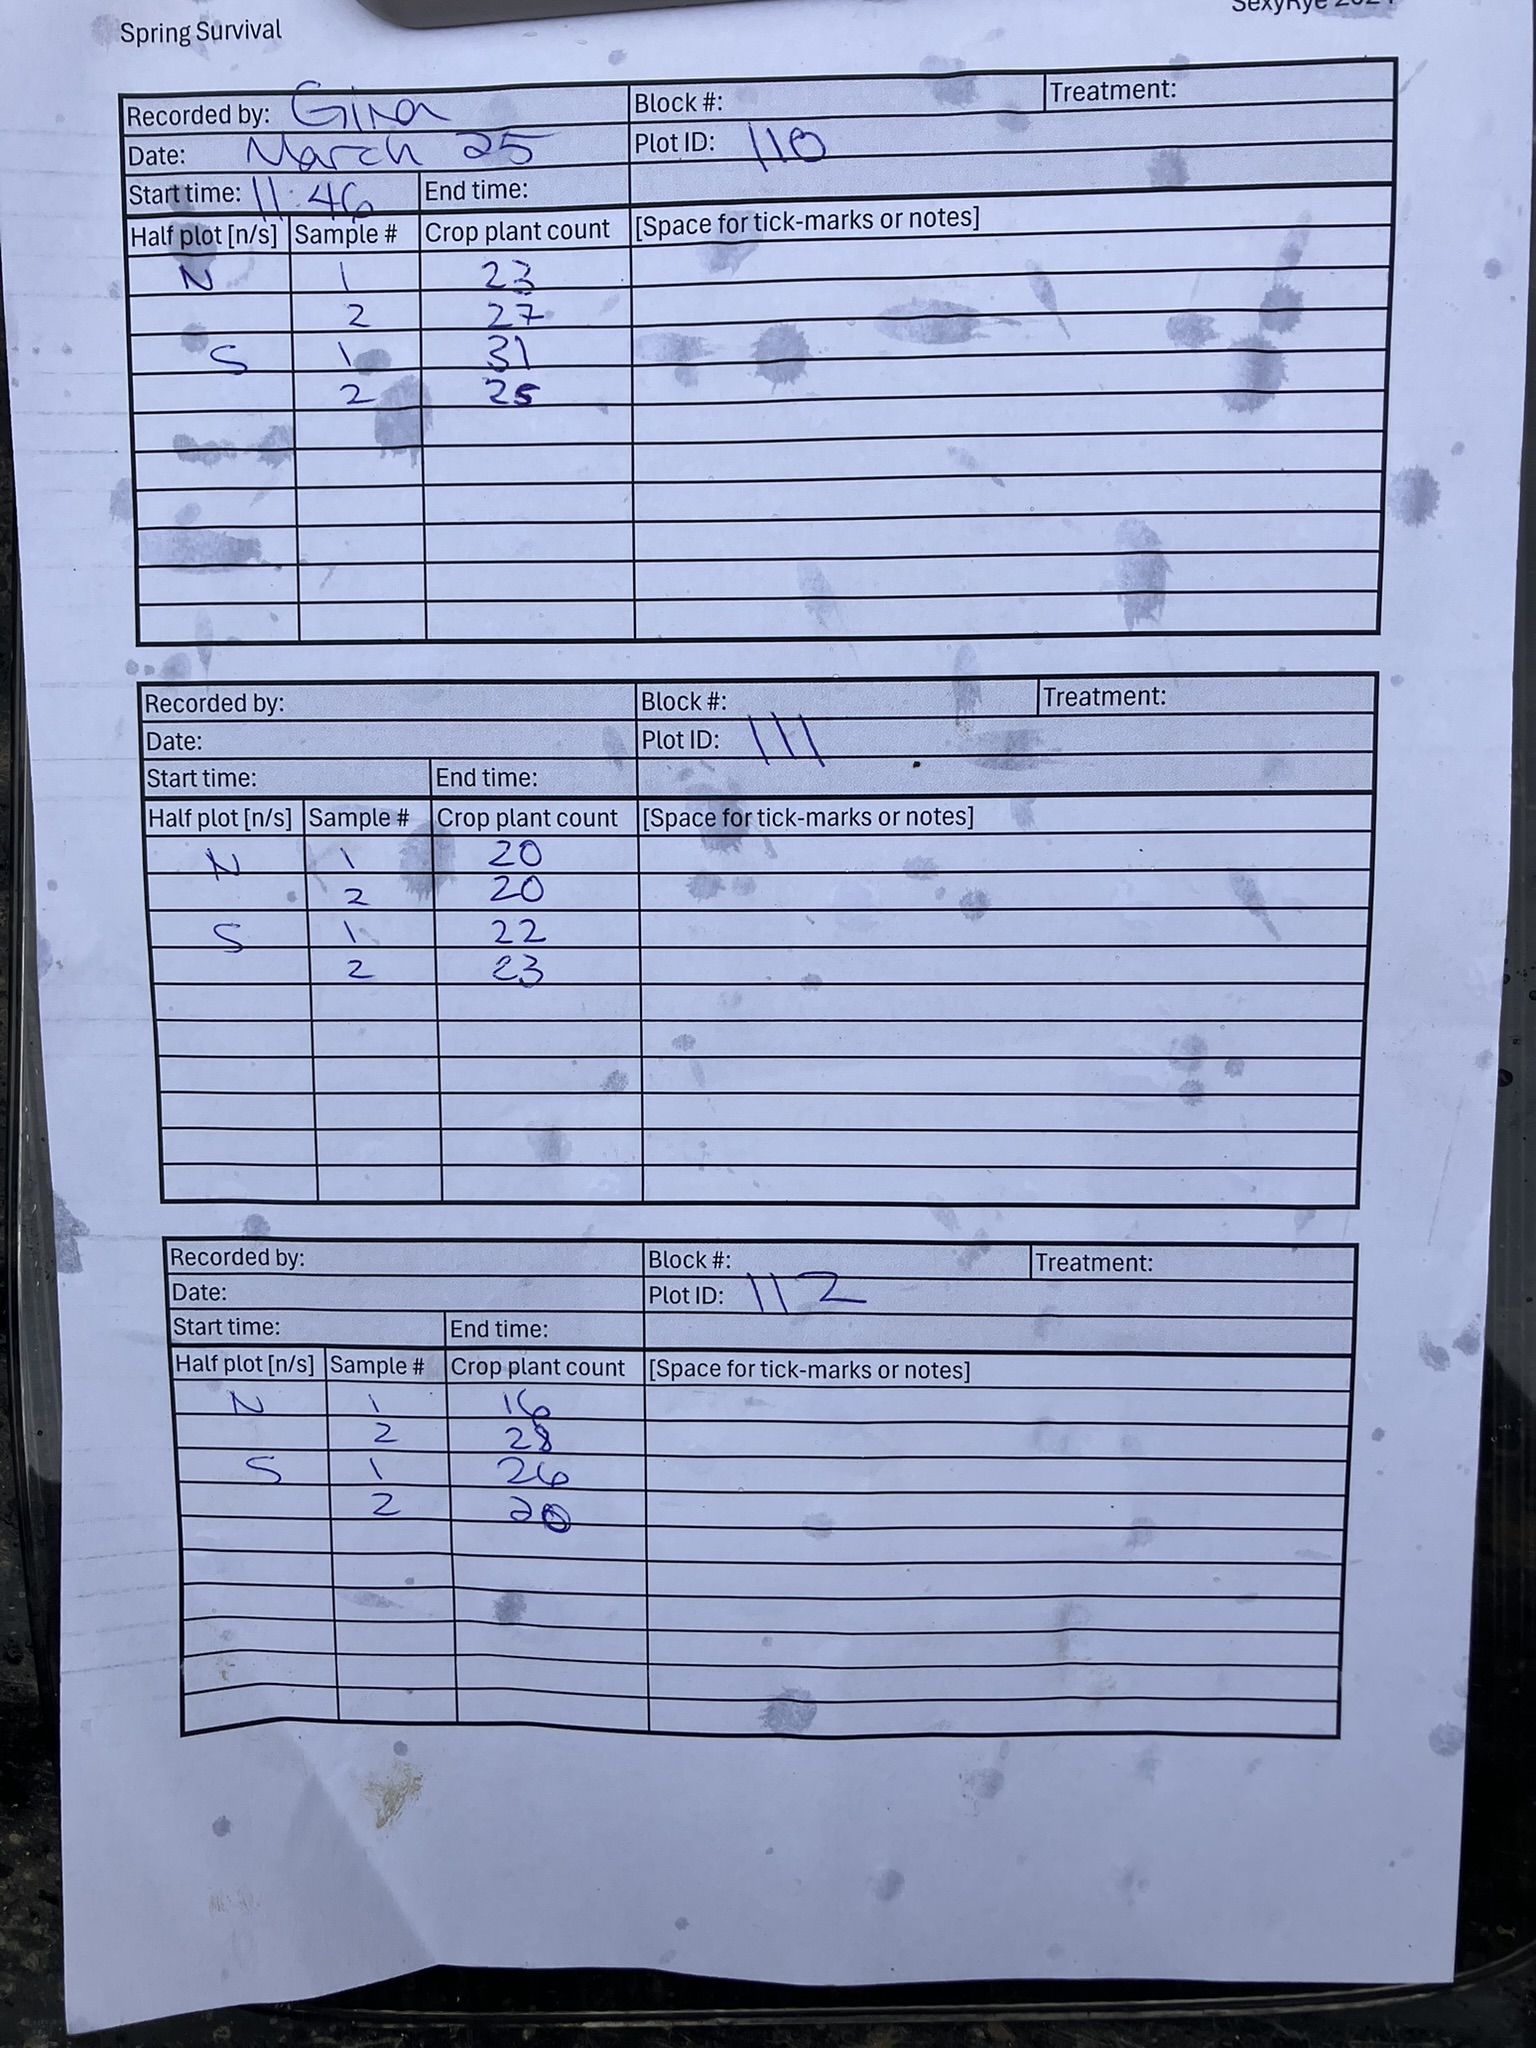 Spring Survival
Recorded by: Gina Block #: Treatment:
Date: March 25 Plot ID: 110
Start time: 11:46 End time:
Half plot [n/s] Sample # Crop plant count [Space for tick-marks or notes]
N 1 23
2 27
S 1 31
2 25
Recorded by: Block #: Treatment:
Date: Plot ID: 111
Start time: End time:
Half plot [n/s] Sample # Crop plant count [Space for tick-marks or notes]
N 1 20
2 20
S 1 22
2 23
Recorded by: Block #: Treatment:
Date: Plot ID: 112
Start time: End time:
Half plot [n/s] Sample # Crop plant count [Space for tick-marks or notes]
N 1 16
2 28
S 1 26
2 20